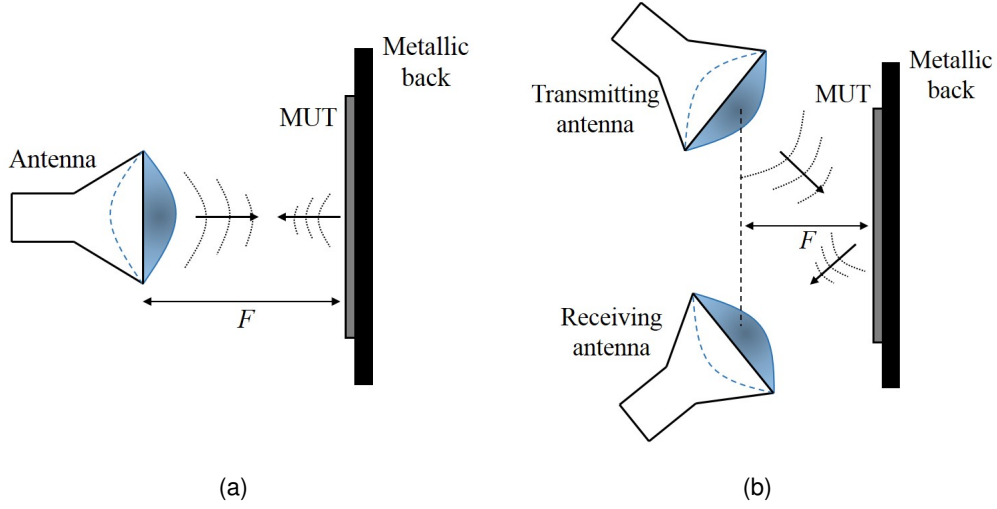 Antenna
MUT
Metallic
back
F
(a)
Transmitting
antenna
MUT
Metallic
back
F
Receiving
antenna
(b)